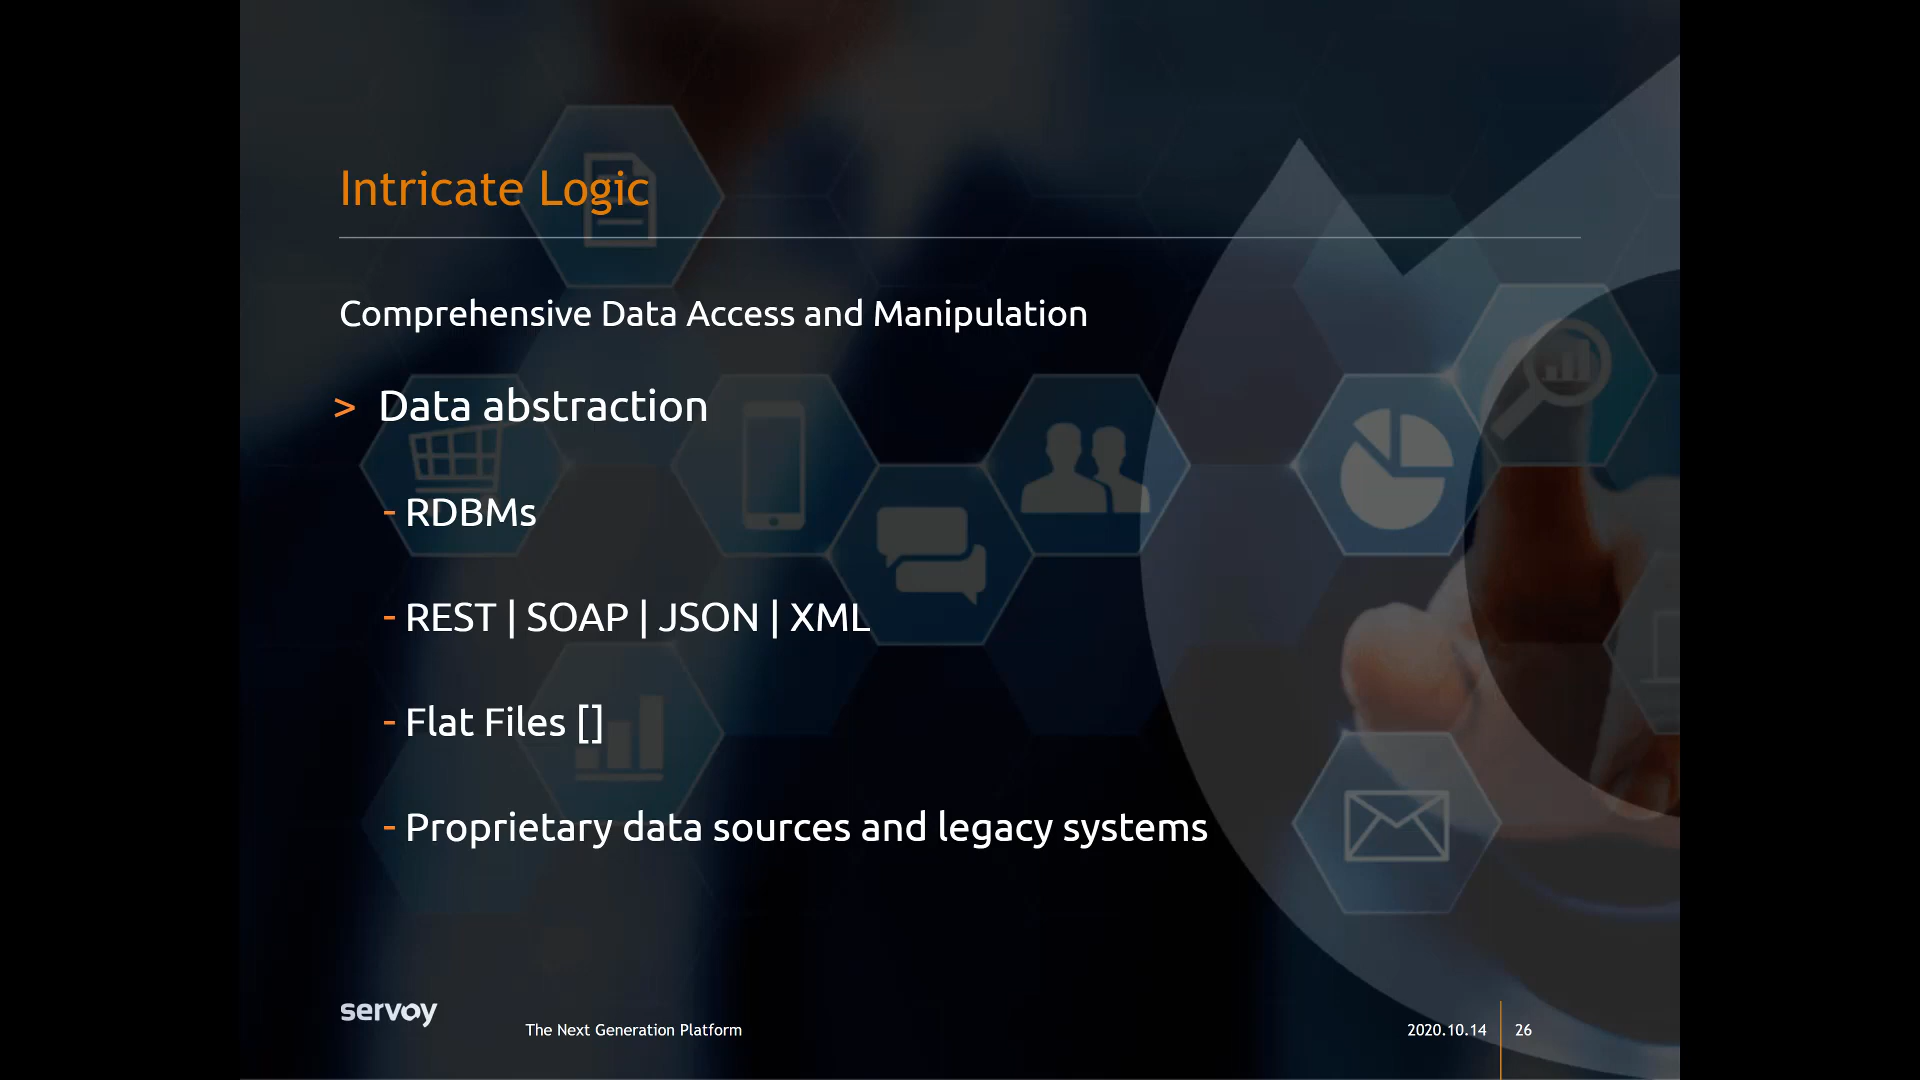 Intricate Logic
Comprehensive Data Access and Manipulation
> Data abstraction
- RDBMs
- REST | SOAP | JSON | XML
- Flat Files []
- Proprietary data sources and legacy systems
servoy
The Next Generation Platform
2020.10.14
26